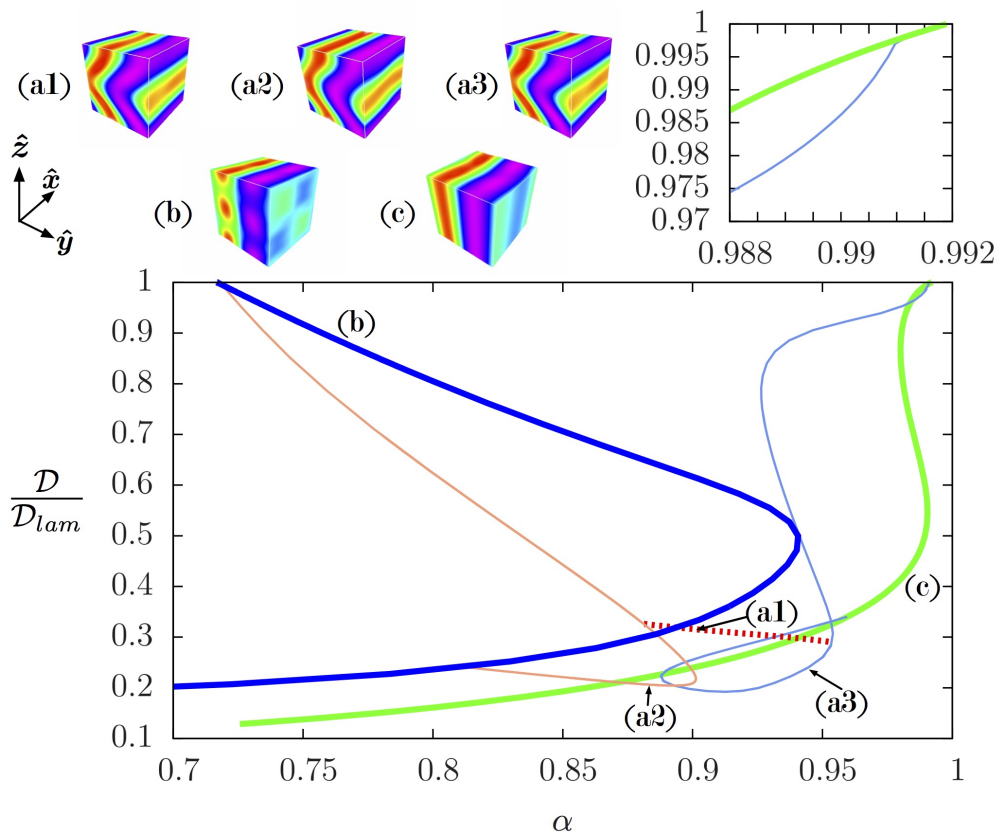 (a1) (a2) (a3)
ẑ x̂ ŷ
(b) (c)
1
0.995
0.99
0.985
0.98
0.975
0.97
0.988 0.99 0.992
1
0.9
0.8
0.7
0.6
0.5
0.4
0.3
0.2
0.1
𝒟
𝒟lam
(b)
(c)
(a1)
(a2)
(a3)
0.7 0.75 0.8 0.85 0.9 0.95 1
α